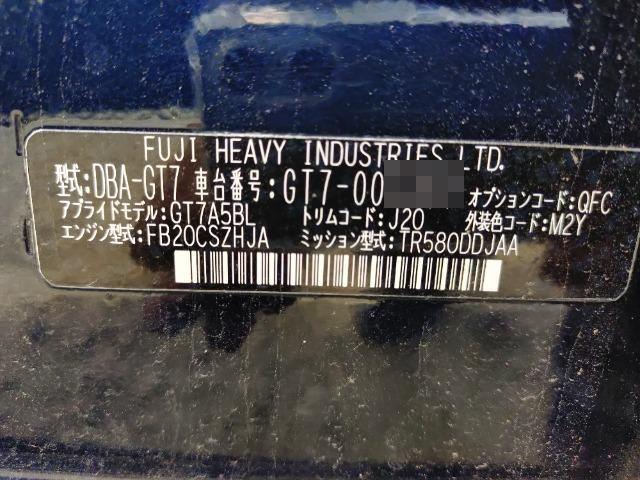 FUJI HEAVY INDUSTRIES LTD.
型式:DBA-GT7 車台番号:GT7-00 オプションコード:QFC
アプライドモデル:GT7A5BL トリムコード:J20 外装色コード:M2Y
エンジン型式:FB20CSZHJA ミッション型式:TR580DDJAA